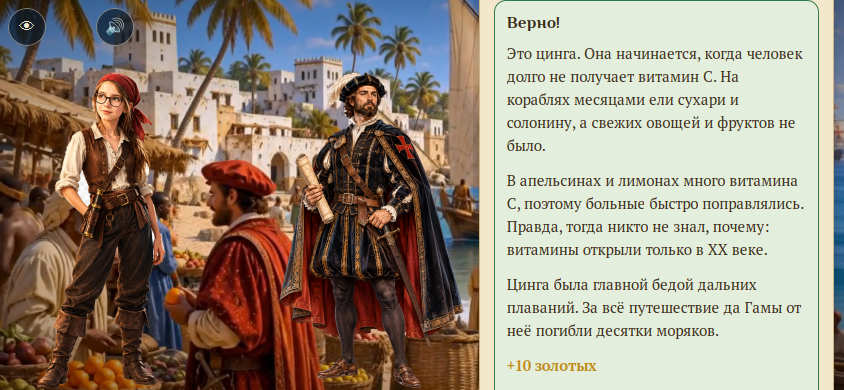 Верно!
Это цинга. Она начинается, когда человек
долго не получает витамин С. На
кораблях месяцами ели сухари и
солонину, а свежих овощей и фруктов не
было.
В апельсинах и лимонах много витамина
С, поэтому больные быстро поправлялись.
Правда, тогда никто не знал, почему:
витамины открыли только в XX веке.
Цинга была главной бедой дальних
плаваний. За всё путешествие да Гамы от
неё погибли десятки моряков.
+10 золотых